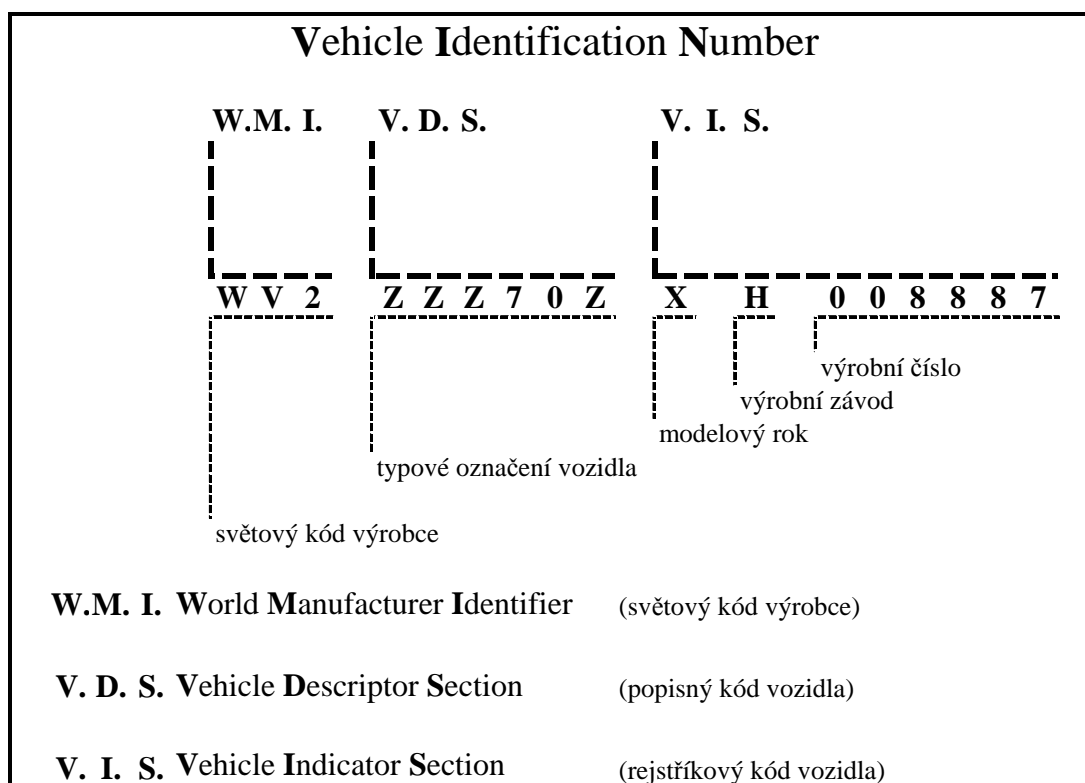 Vehicle Identification Number
W.M. I. V. D. S. V. I. S.
W V 2 Z Z Z 7 0 Z X H 0 0 8 8 8 7
výrobní číslo
výrobní závod
modelový rok
typové označení vozidla
světový kód výrobce
W.M. I. World Manufacturer Identifier (světový kód výrobce)
V. D. S. Vehicle Descriptor Section (popisný kód vozidla)
V. I. S. Vehicle Indicator Section (rejstříkový kód vozidla)